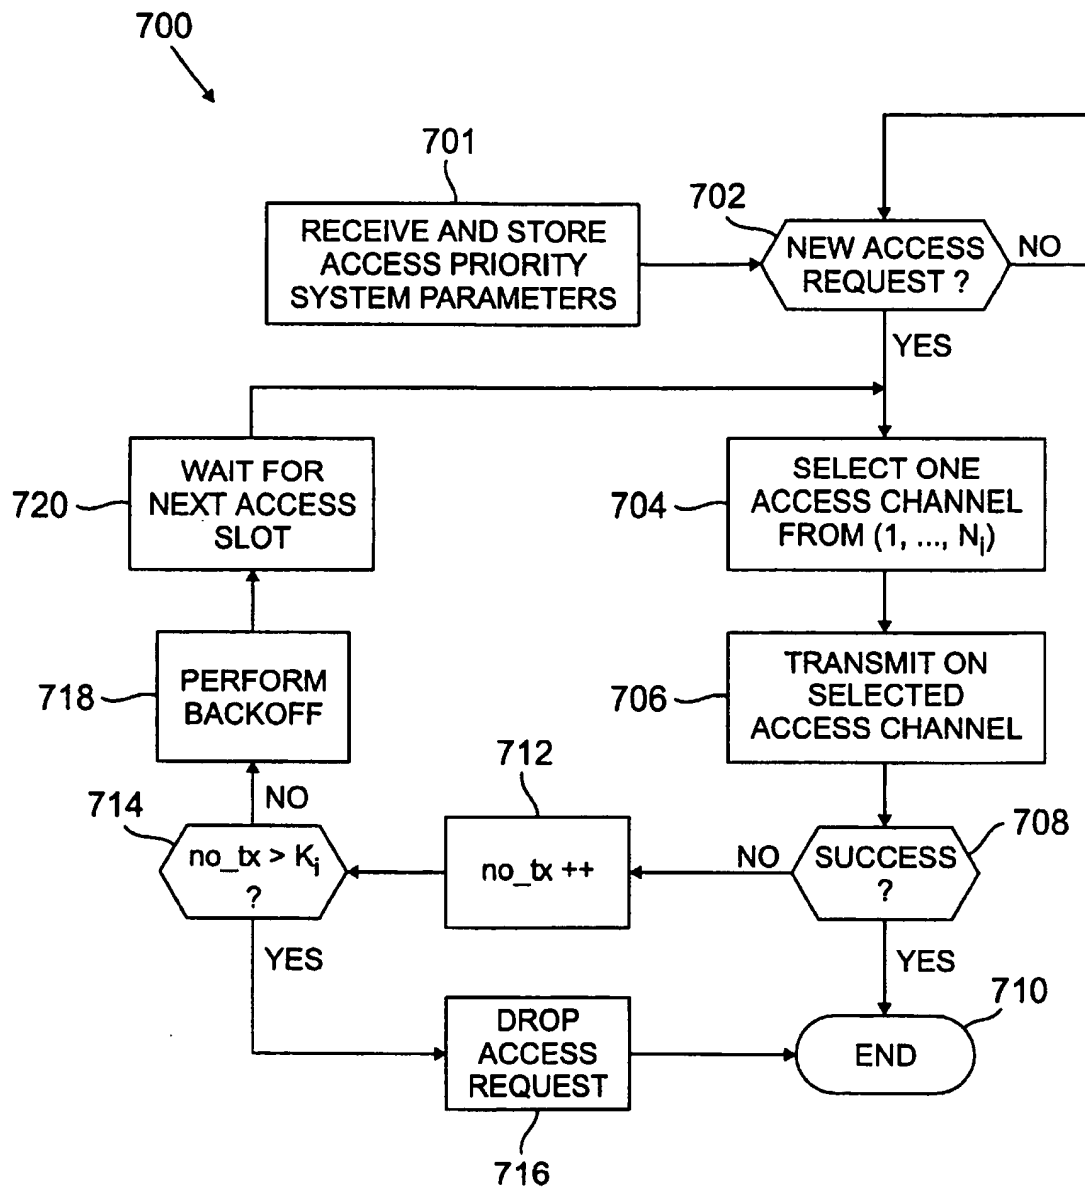 700
701
RECEIVE AND STORE
ACCESS PRIORITY
SYSTEM PARAMETERS
702
NEW ACCESS
REQUEST ?
NO
YES
720
WAIT FOR
NEXT ACCESS
SLOT
704
SELECT ONE
ACCESS CHANNEL
FROM (1, ..., Ni)
718
PERFORM
BACKOFF
706
TRANSMIT ON
SELECTED
ACCESS CHANNEL
NO
714
no_tx > Ki
?
YES
712
no_tx ++
NO
708
SUCCESS
?
YES
716
DROP
ACCESS
REQUEST
710
END